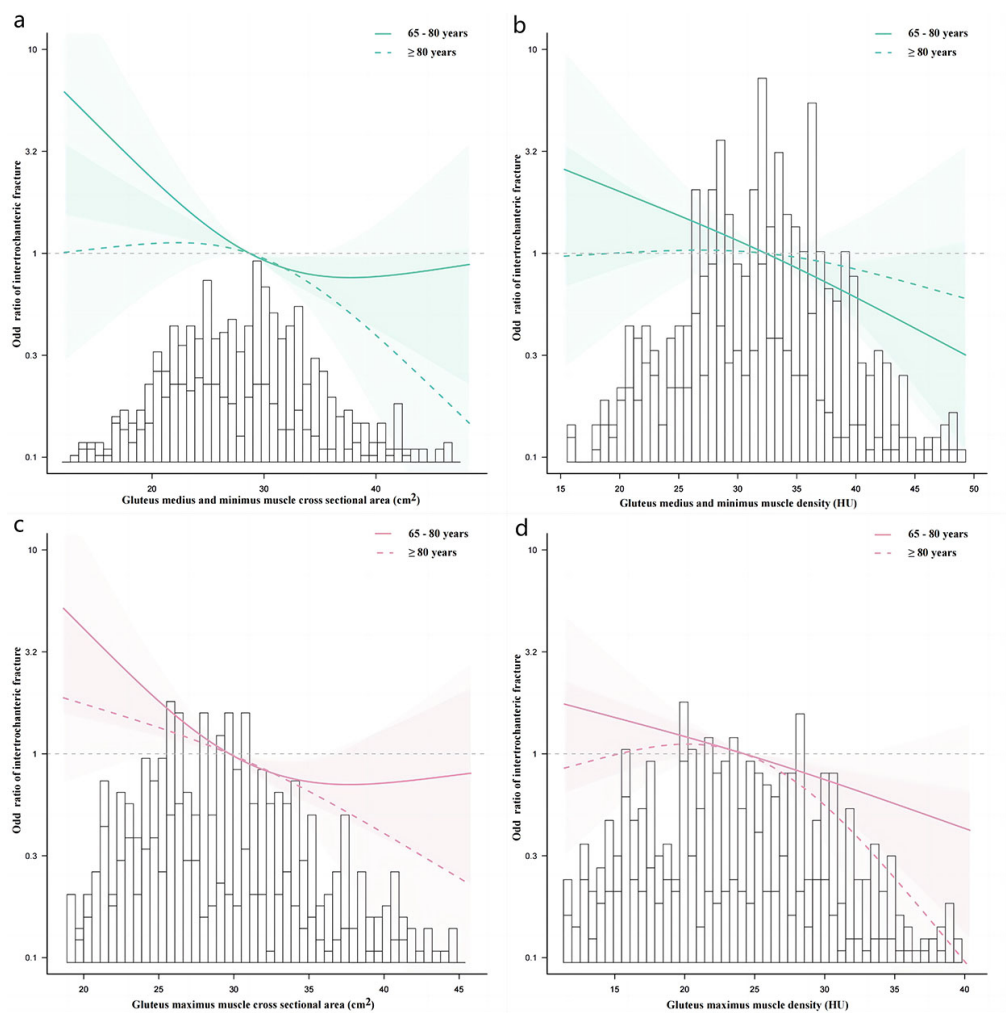 a
65 - 80 years
≥ 80 years
10
3.2
1
0.3
0.1
Odd ratio of intertrochanteric fracture
20 30 40
Gluteus medius and minimus muscle cross sectional area (cm2)
b
65 - 80 years
≥ 80 years
10
3.2
1
0.3
0.1
Odd ratio of intertrochanteric fracture
15 20 25 30 35 40 45 50
Gluteus medius and minimus muscle density (HU)
c
65 - 80 years
≥ 80 years
10
3.2
1
0.3
0.1
Odd ratio of intertrochanteric fracture
20 25 30 35 40 45
Gluteus maximus muscle cross sectional area (cm2)
d
65 - 80 years
≥ 80 years
10
3.2
1
0.3
0.1
Odd ratio of intertrochanteric fracture
15 20 25 30 35 40
Gluteus maximus muscle density (HU)